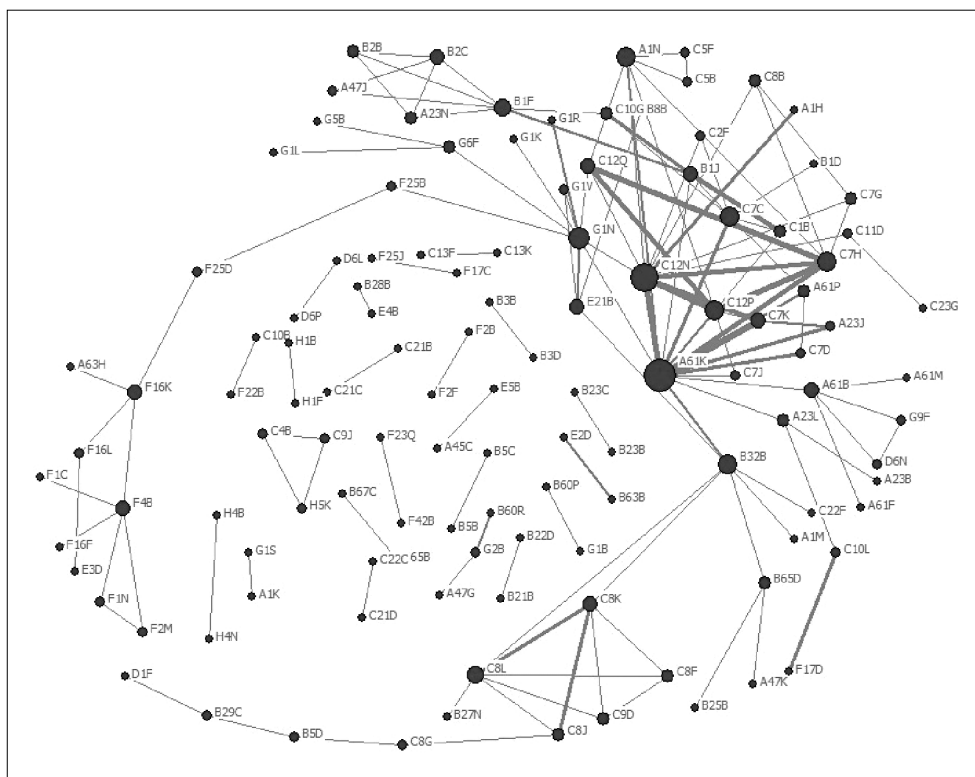 B2B
B2C
A1N
C5F
A47J
C5B
C8B
B1F
A23N
C10G
B8B
A1H
G5B
G1R
G1K
C2F
G1L
G6F
C12Q
B1J
B1D
F25B
G1V
C7G
C7C
C1B
C11D
G1N
D6L
F25J
C13F
C13K
C7H
F25D
F17C
C12N
B28B
A61P
B3B
E21B
C12P
C23G
D6P
E4B
C7K
A23J
C10B
H1B
F2B
C21B
B3D
C7D
A63H
A61K
C7J
A61M
F16K
F22B
H1F
C21C
F2F
E5B
B23C
A61B
A23L
G9F
C4B
C9J
F23Q
A45C
E2D
F16L
B5C
B23B
B32B
D6N
F1C
A23B
B67C
B60P
B63B
F4B
H5K
A61F
H4B
F42B
B5B
B60R
C22F
B22D
A1M
F16F
G1S
C22C
65B
G2B
G1B
C10L
E3D
B65D
A1K
A47G
B21B
F1N
C8K
C21D
F2M
H4N
D1F
C8L
C8F
F17D
A47K
B29C
B27N
C9D
B25B
B5D
C8J
C8G